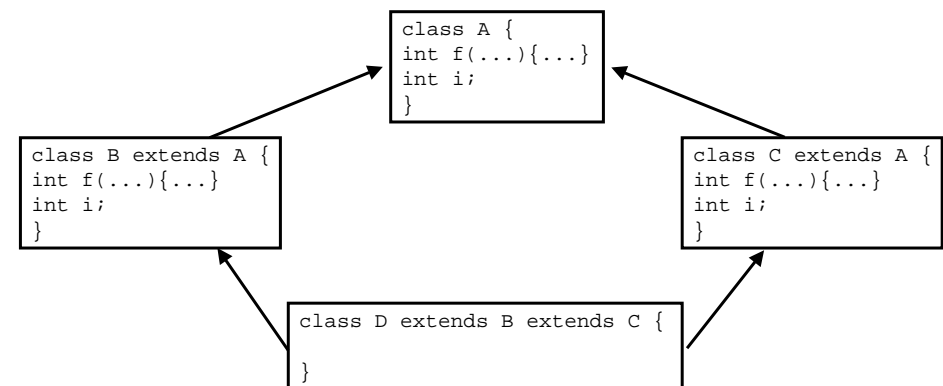 class A {
int f(...){...}
int i;
}
class B extends A {
int f(...){...}
int i;
}
class C extends A {
int f(...){...}
int i;
}
class D extends B extends C {
}